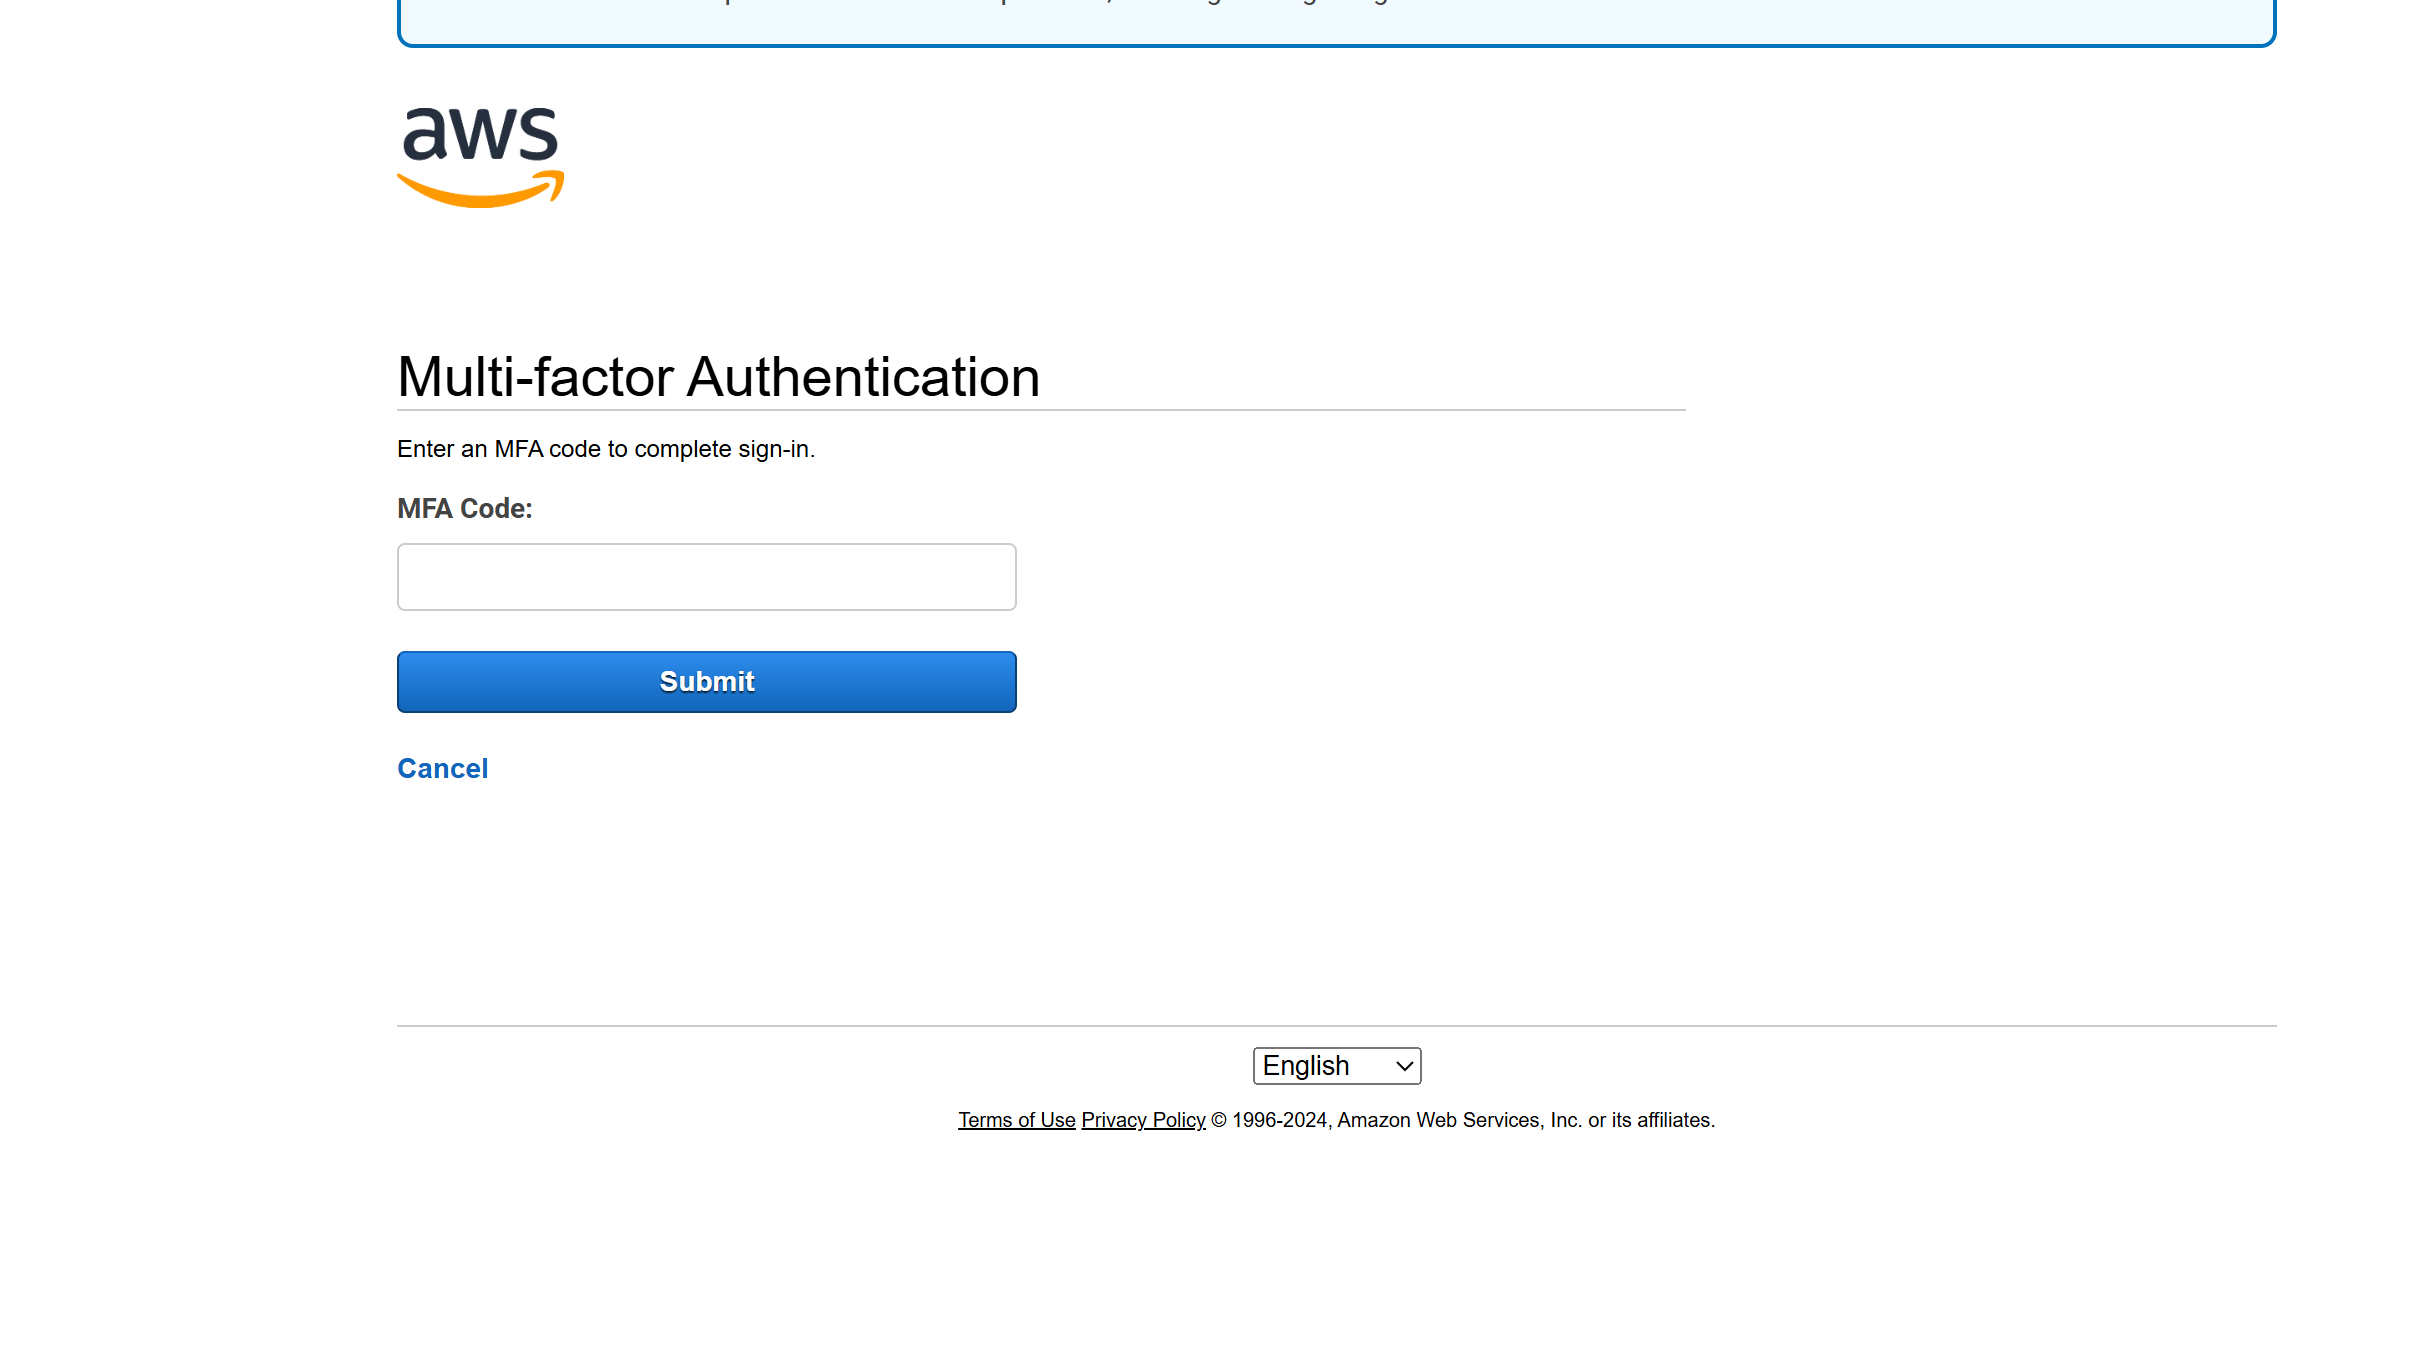 aws
Multi-factor Authentication
Enter an MFA code to complete sign-in.
MFA Code:
Submit
Cancel
English
Terms of Use Privacy Policy © 1996-2024, Amazon Web Services, Inc. or its affiliates.